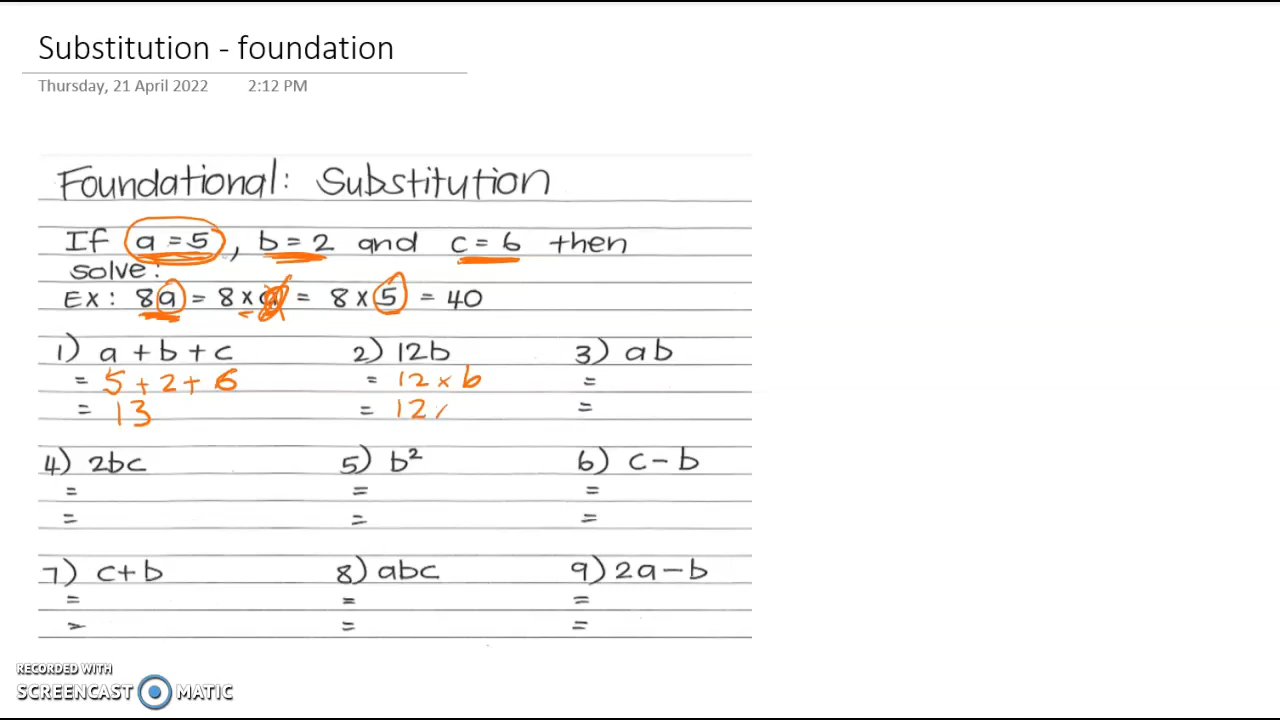 Substitution - foundation
Thursday, 21 April 2022 2:12 PM
Foundational: Substitution
If a = 5, b = 2 and c = 6 then
solve:
Ex: 8a = 8 × a = 8 × 5 = 40
1) a + b + c 2) 12b 3) ab
= 5 + 2 + 6 = 12 × b =
= 13 = 12 =
4) 2bc 5) b² 6) c - b
= = =
= = =
7) c + b 8) abc 9) 2a - b
= = =
= = =
RECORDED WITH
SCREENCAST MATIC